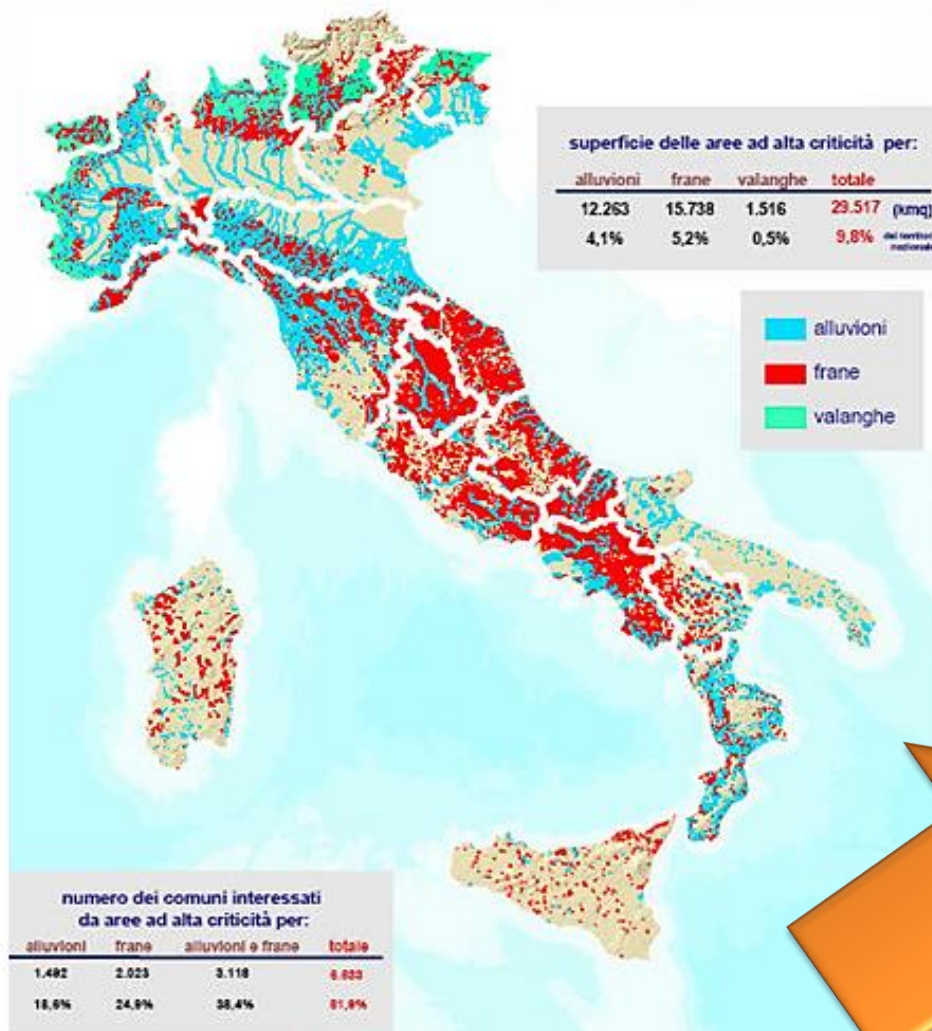 superficie delle aree ad alta criticità per:
alluvioni frane valanghe totale
12.263 15.738 1.516 29.517 (kmq)
4,1% 5,2% 0,5% 9,8% del territorio
nazionale
alluvioni
frane
valanghe
numero dei comuni interessati
da aree ad alta criticità per:
alluvioni frane alluvioni e frane totale
1.492 2.023 3.118
24,9% 38,4% 81,9%